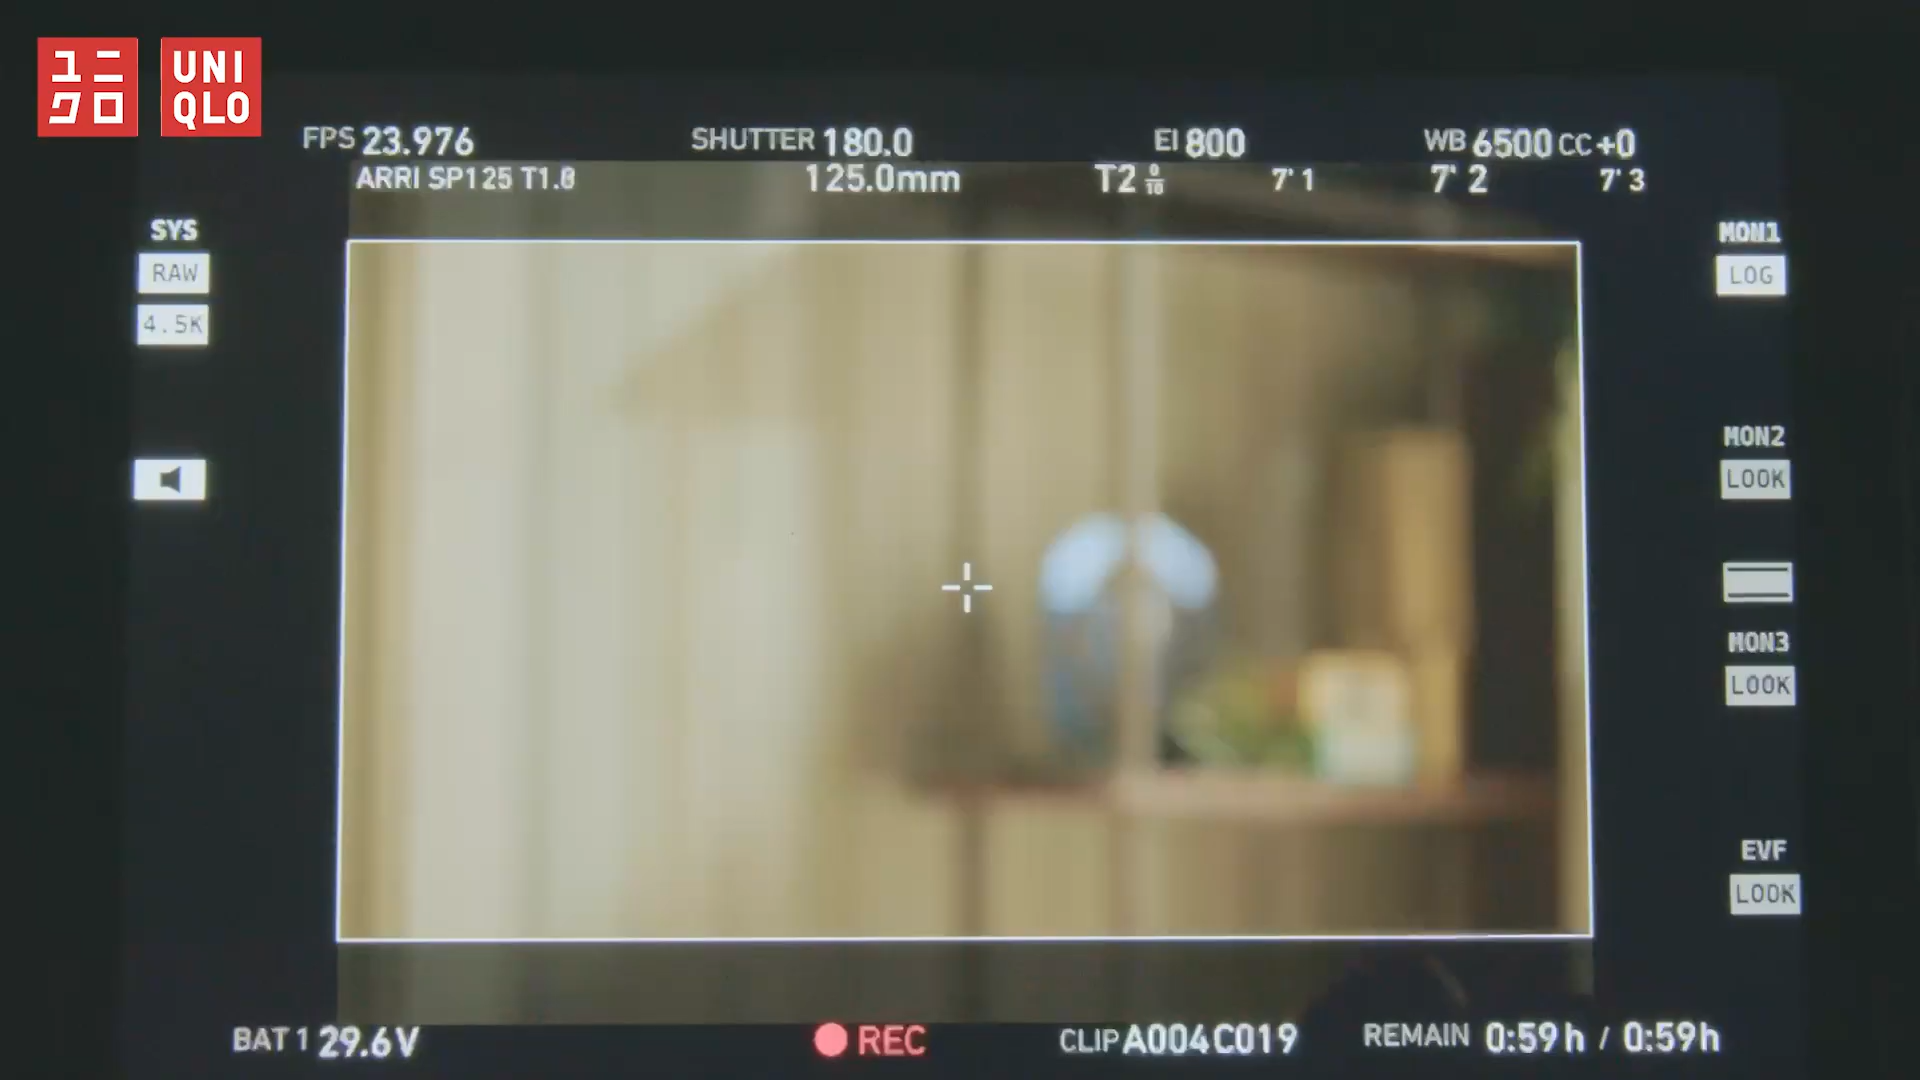 ユニ
クロ
UNI
QLO
FPS 23.976 SHUTTER 180.0 EI 800 WB 6500 CC +0
ARRI SP125 T1.8 125.0mm T2 0/10 7' 1 7' 2 7' 3
SYS
RAW
4.5K
MON1
LOG
MON2
LOOK
MON3
LOOK
EVF
LOOK
BAT 1 29.6V REC CLIP A004C019 REMAIN 0:59h / 0:59h